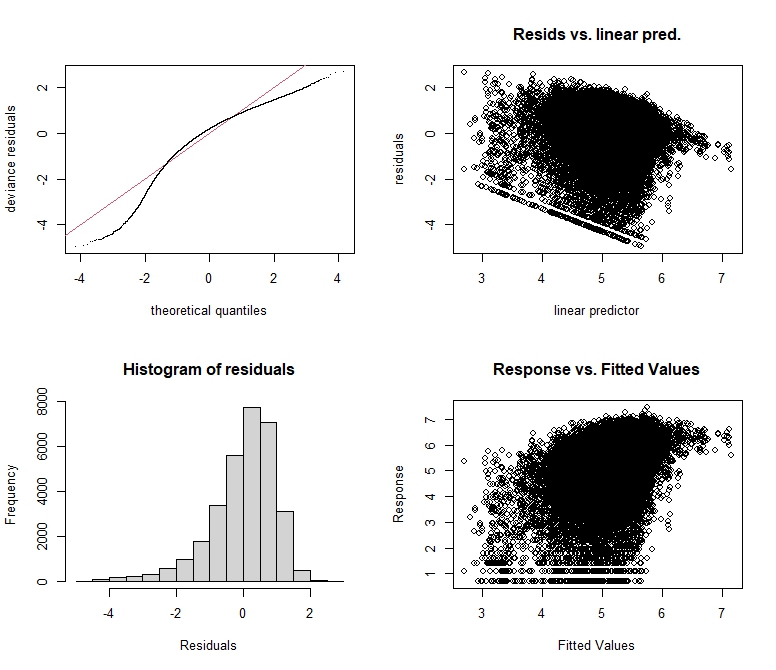 deviance residuals
2
0
-2
-4
-4 -2 0 2 4
theoretical quantiles
Resids vs. linear pred.
residuals
2
0
-2
-4
3 4 5 6 7
linear predictor
Histogram of residuals
Frequency
8000
6000
4000
2000
0
-4 -2 0 2
Residuals
Response vs. Fitted Values
Response
7
6
5
4
3
2
1
3 4 5 6 7
Fitted Values